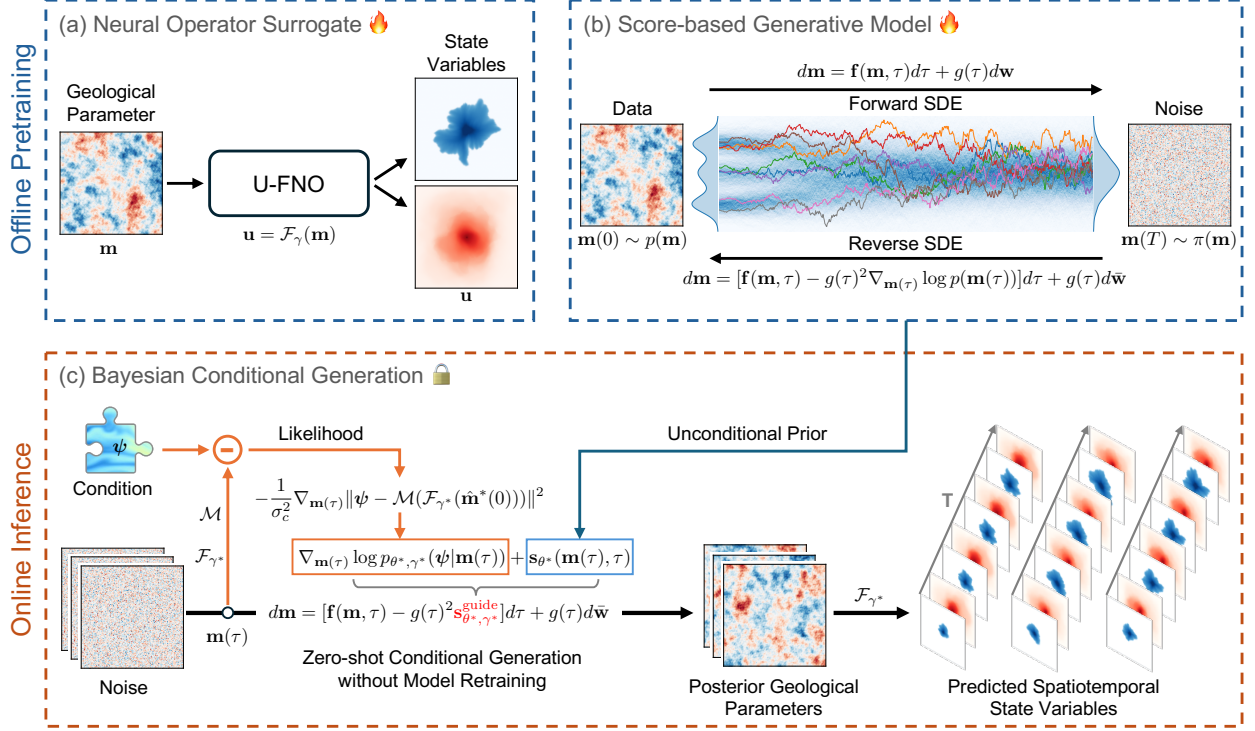 Offline Pretraining
(a) Neural Operator Surrogate
Geological
Parameter
m
U-FNO
u = F_γ(m)
State
Variables
u
(b) Score-based Generative Model
dm = f(m, τ)dτ + g(τ)dw
Forward SDE
Data
Noise
m(0) ∼ p(m)
m(T) ∼ π(m)
Reverse SDE
dm = [f(m, τ) − g(τ)²∇_{m(τ)} log p(m(τ))]dτ + g(τ)dw̄
Online Inference
(c) Bayesian Conditional Generation
ψ
Condition
Likelihood
Unconditional Prior
−1/σ_c² ∇_{m(τ)}‖ψ − ℳ(F_{γ*}(m̂*(0)))‖²
ℳ
F_{γ*}
∇_{m(τ)} log p_{θ*,γ*}(ψ|m(τ)) + s_{θ*}(m(τ), τ)
m(τ)
dm = [f(m, τ) − g(τ)² s^{guide}_{θ*,γ*}]dτ + g(τ)dw̄
Noise
Zero-shot Conditional Generation
without Model Retraining
Posterior Geological
Parameters
F_{γ*}
T
Predicted Spatiotemporal
State Variables